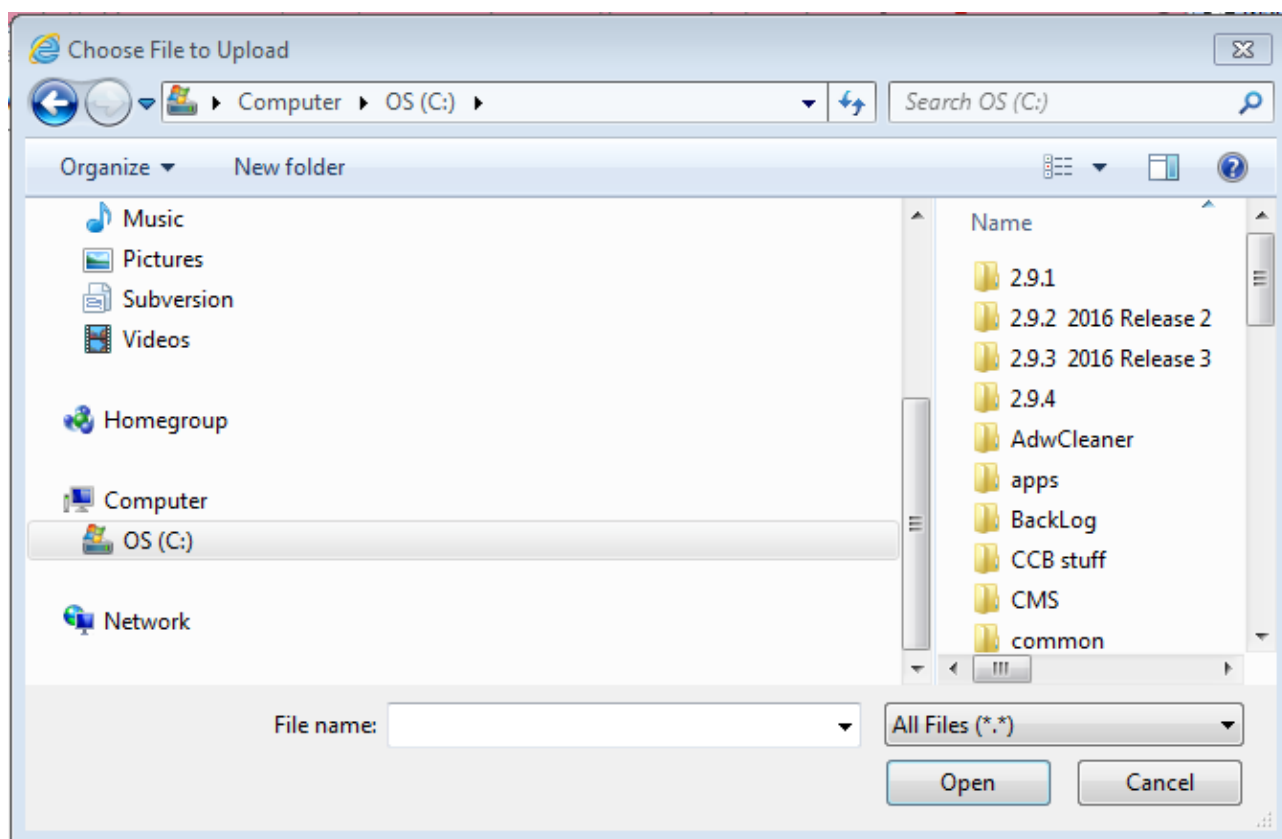 Choose File to Upload
Computer OS (C:)
Search OS (C:)
Organize New folder
Music
Pictures
Subversion
Videos
Homegroup
Computer
OS (C:)
Network
Name
2.9.1
2.9.2 2016 Release 2
2.9.3 2016 Release 3
2.9.4
AdwCleaner
apps
BackLog
CCB stuff
CMS
common
File name:
All Files (*.*)
Open Cancel